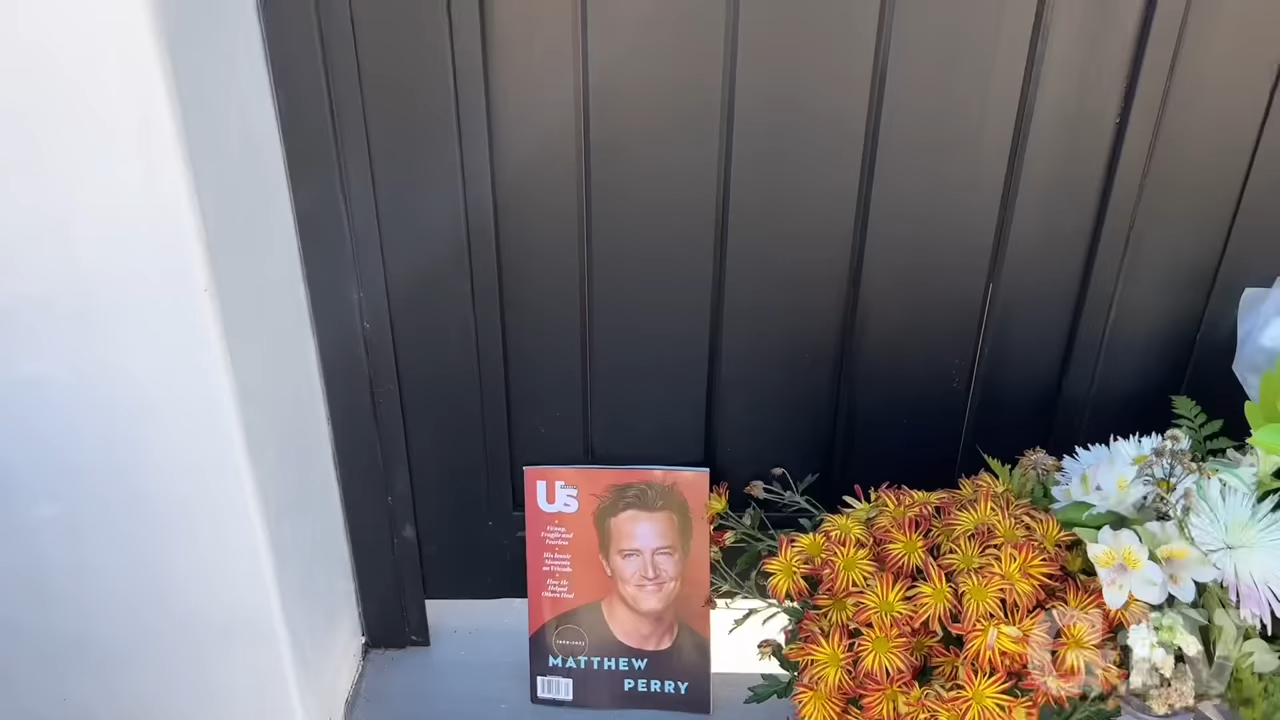 Us
WEEKLY
Funny,
Fragile and
Fearless
His Iconic
Moments
on Friends
How He
Helped
Others Heal
1969-2023
MATTHEW
PERRY